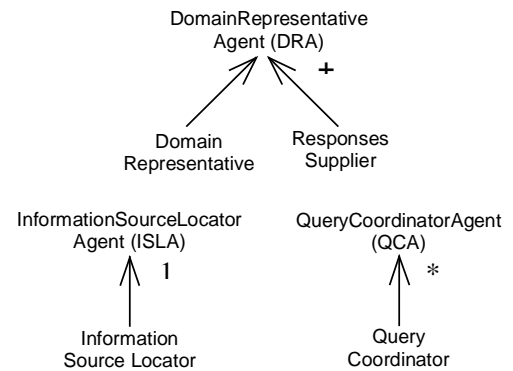 DomainRepresentative
Agent (DRA)
+
Domain
Representative
Responses
Supplier
InformationSourceLocator
Agent (ISLA)
1
QueryCoordinatorAgent
(QCA)
*
Information
Source Locator
Query
Coordinator